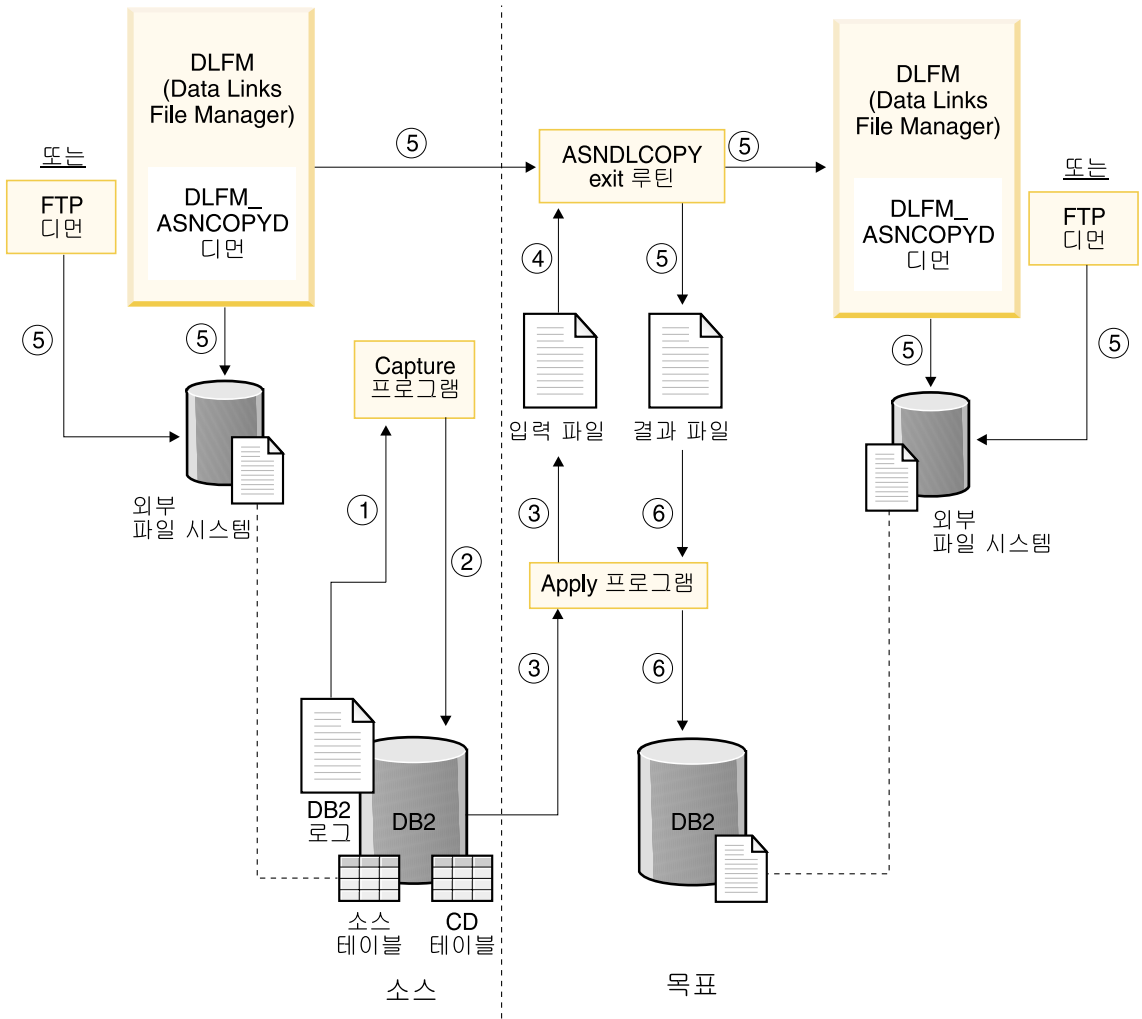 DLFM
(Data Links
File Manager)
DLFM_
ASNCOPYD
디먼
또는
FTP
디먼
⑤
⑤
⑤
외부
파일 시스템
Capture
프로그램
①
②
DB2
로그
DB2
소스
테이블
CD
테이블
소스
ASNDLCOPY
exit 루틴
⑤
④
⑤
입력 파일
결과 파일
③
⑥
Apply 프로그램
③
⑥
DB2
목표
DLFM
(Data Links
File Manager)
DLFM_
ASNCOPYD
디먼
또는
FTP
디먼
⑤
⑤
외부
파일 시스템